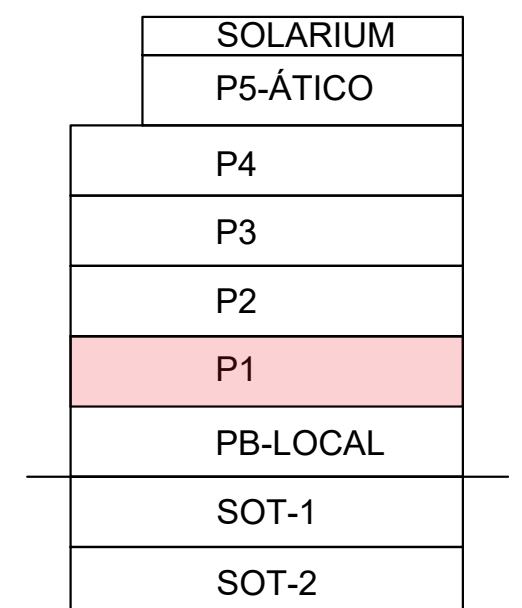 SOLARIUM
P5-ÁTICO
P4
P3
P2
P1
PB-LOCAL
SOT-1
SOT-2